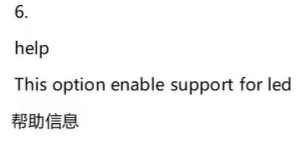 6.
help
This option enable support for led
帮助信息